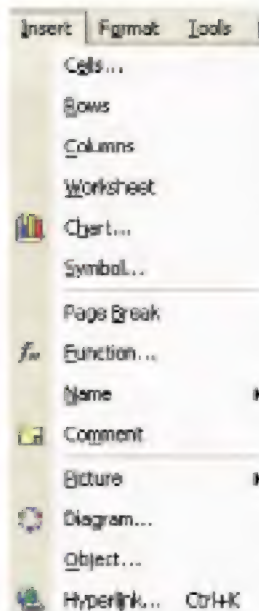 Insert Format Tools
Cells...
Rows
Columns
Worksheet
Chart...
Symbol...
Page Break
Function...
Name
Comment
Picture
Diagram...
Object...
Hyperlink... Ctrl+K